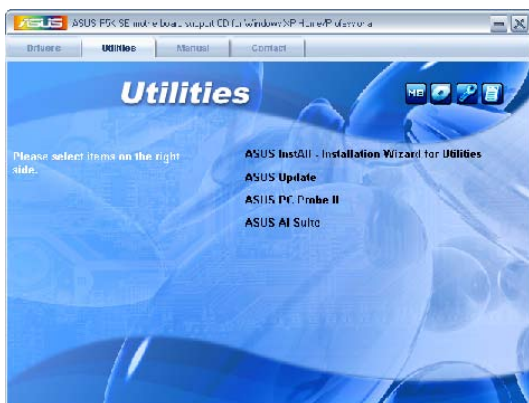 ASUS ASUS P5K SE motherboard support CD for Windows XP Home/Professional
Drivers Utilities Manual Contact
Utilities
MB
Please select items on the right
side.
ASUS InstAll - Installation Wizard for Utilities
ASUS Update
ASUS PC Probe II
ASUS AI Suite